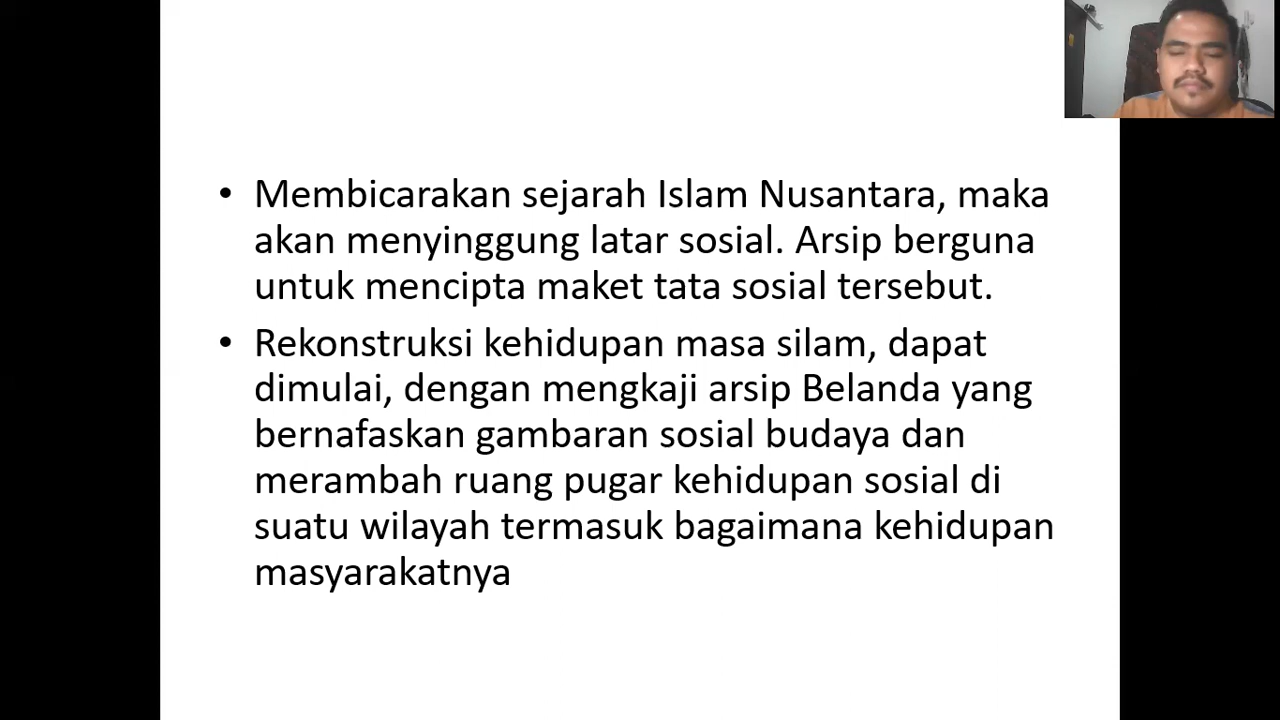 • Membicarakan sejarah Islam Nusantara, maka
akan menyinggung latar sosial. Arsip berguna
untuk mencipta maket tata sosial tersebut.
• Rekonstruksi kehidupan masa silam, dapat
dimulai, dengan mengkaji arsip Belanda yang
bernafaskan gambaran sosial budaya dan
merambah ruang pugar kehidupan sosial di
suatu wilayah termasuk bagaimana kehidupan
masyarakatnya